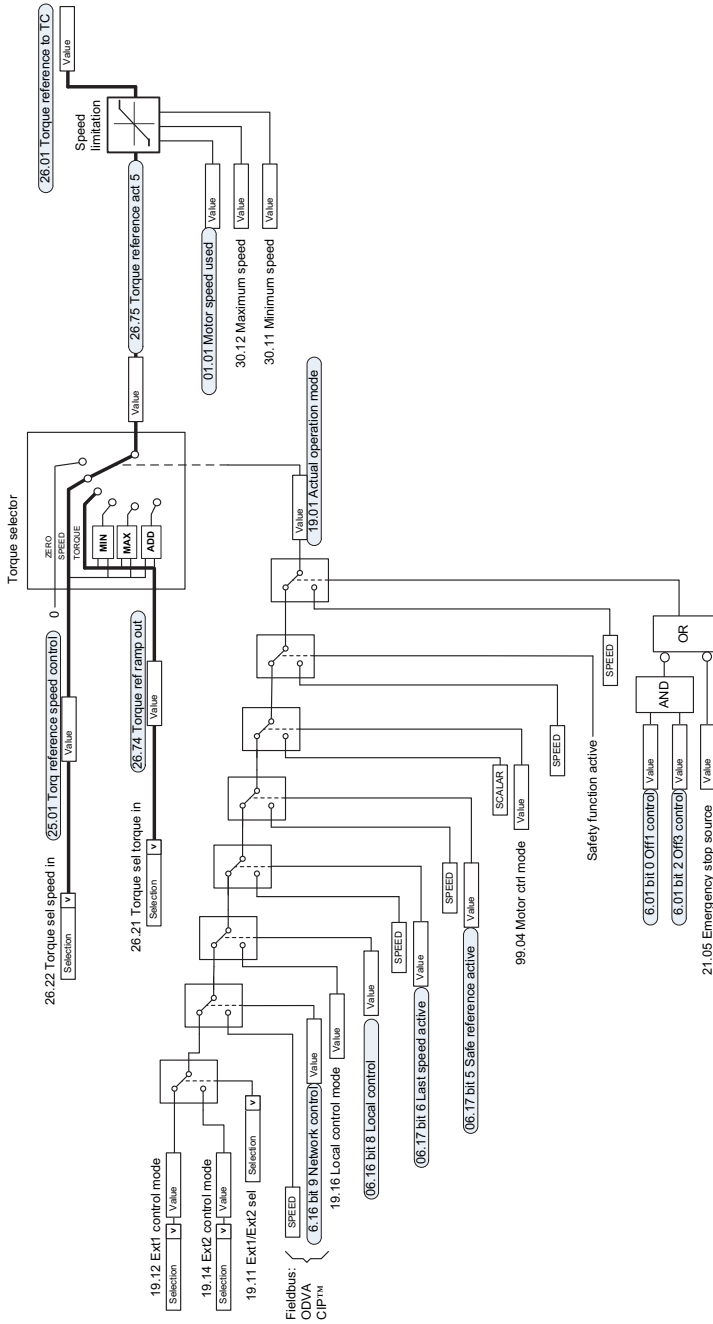 26.22 Torque sel speed in
Selection
v
25.01 Torq reference speed control
Value
26.21 Torque sel torque in
Selection
v
26.74 Torque ref ramp out
Value
0
Torque selector
ZERO
SPEED
TORQUE
MIN
MAX
ADD
Value
26.75 Torque reference act 5
Speed
limitation
26.01 Torque reference to TC
Value
01.01 Motor speed used
Value
30.12 Maximum speed
Value
30.11 Minimum speed
Value
19.12 Ext1 control mode
Selection
v
Value
19.14 Ext2 control mode
Selection
v
Value
19.11 Ext1/Ext2 sel
Selection
v
Fieldbus:
ODVA
CIP™
SPEED
6.16 bit 9 Network control
Value
19.16 Local control mode
Value
06.16 bit 8 Local control
Value
SPEED
06.17 bit 6 Last speed active
Value
SPEED
06.17 bit 5 Safe reference active
Value
SCALAR
99.04 Motor ctrl mode
Value
SPEED
Safety function active
SPEED
19.01 Actual operation mode
Value
6.01 bit 0 Off1 control
Value
6.01 bit 2 Off3 control
Value
AND
OR
21.05 Emergency stop source
Value